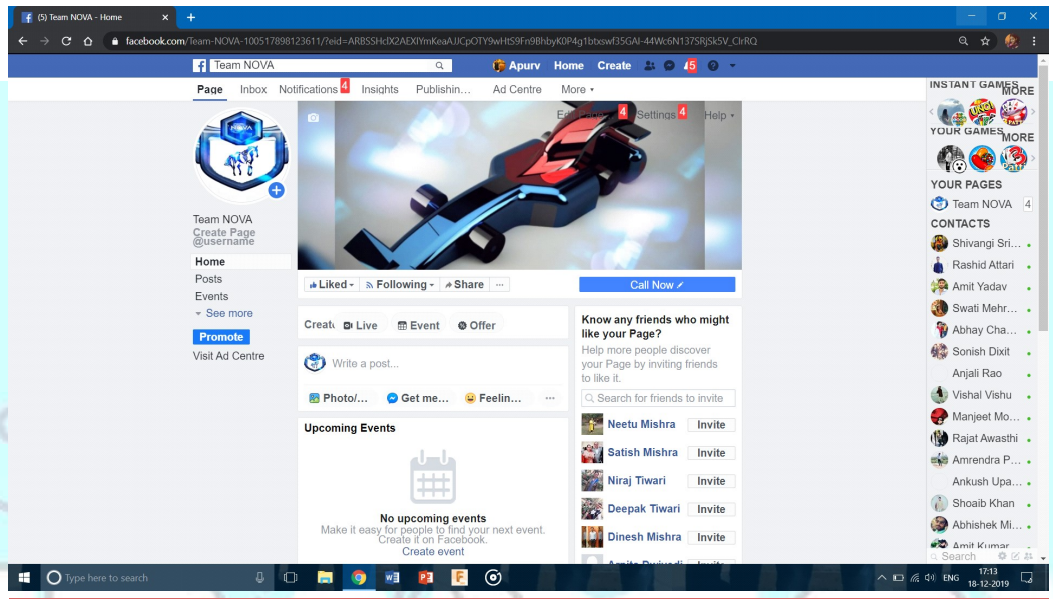 (5) Team NOVA - Home
facebook.com/Team-NOVA-100517898123611/?eid=
Team NOVA
Apurv Home Create 5
Page Inbox Notifications 4 Insights Publishin... Ad Centre More
4 Settings 4 Help
NOVA
Team NOVA
Create Page
@username
Home
Posts
Events
See more
Promote
Visit Ad Centre
Liked Following Share ...
Call Now
Live Event Offer
Write a post...
Photo/... Get me... Feelin... ...
Upcoming Events
No upcoming events
Make it easy for people to find your next event.
Create it on Facebook.
Create event
Know any friends who might
like your Page?
Help more people discover
your Page by inviting friends
to like it.
Search for friends to invite
Neetu Mishra Invite
Satish Mishra Invite
Niraj Tiwari Invite
Deepak Tiwari Invite
Dinesh Mishra Invite
INSTANT GAMES
MORE
YOUR GAMES
MORE
YOUR PAGES
Team NOVA 4
CONTACTS
Shivangi Sri...
Rashid Attari
Amit Yadav
Swati Mehr...
Abhay Cha...
Sonish Dixit
Anjali Rao
Vishal Vishu
Manjeet Mo...
Rajat Awasthi
Amrendra P...
Ankush Upa...
Shoaib Khan
Abhishek Mi...
Amit Kumar
Search
Type here to search
ENG
17:13
18-12-2019